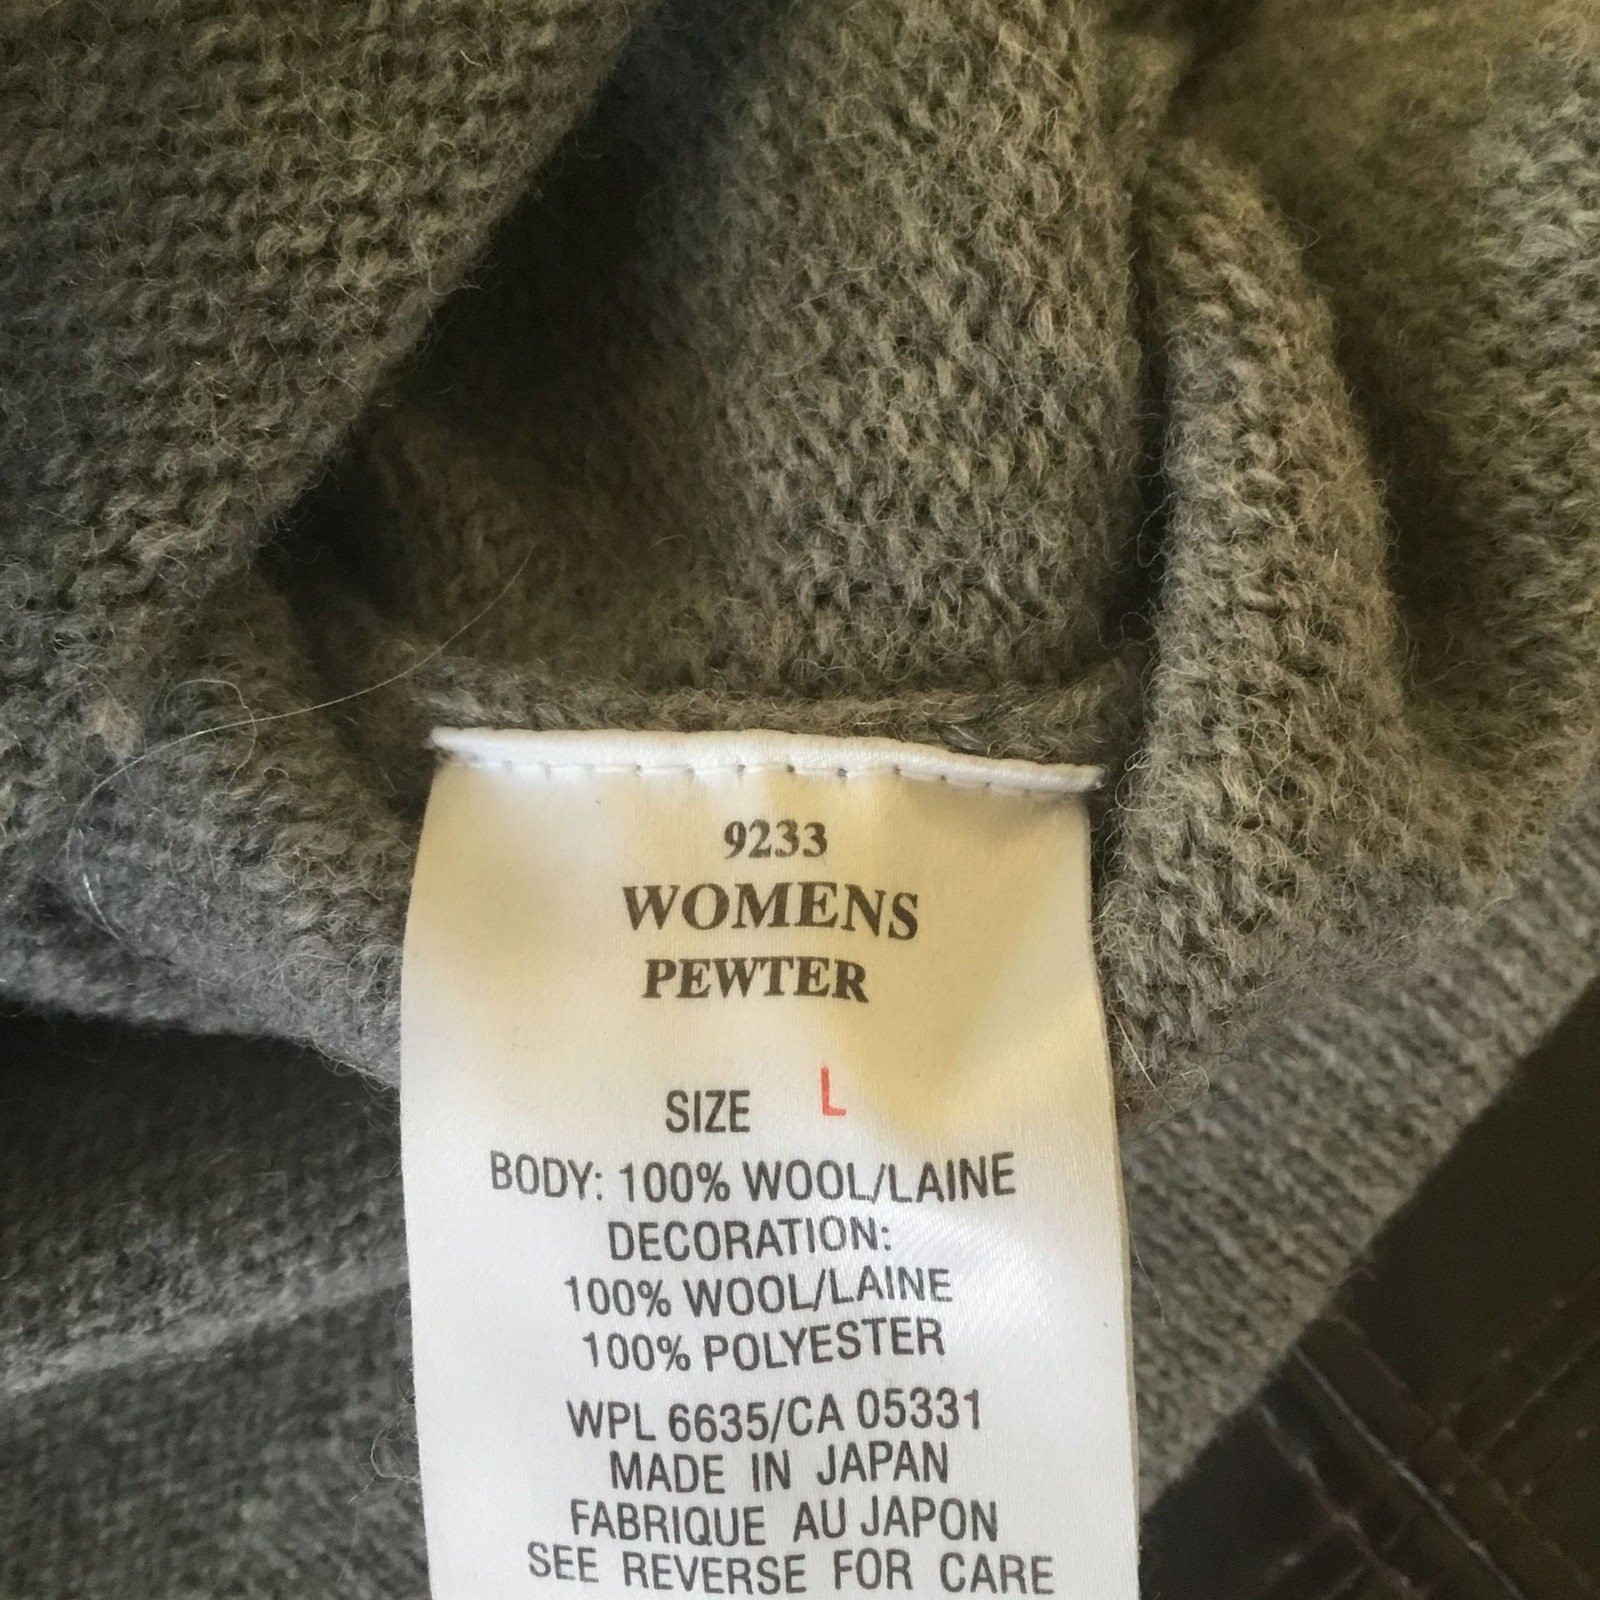 9233
WOMENS
PEWTER
SIZE L
BODY: 100% WOOL/LAINE
DECORATION:
100% WOOL/LAINE
100% POLYESTER
WPL 6635/CA 05331
MADE IN JAPAN
FABRIQUE AU JAPON
SEE REVERSE FOR CARE